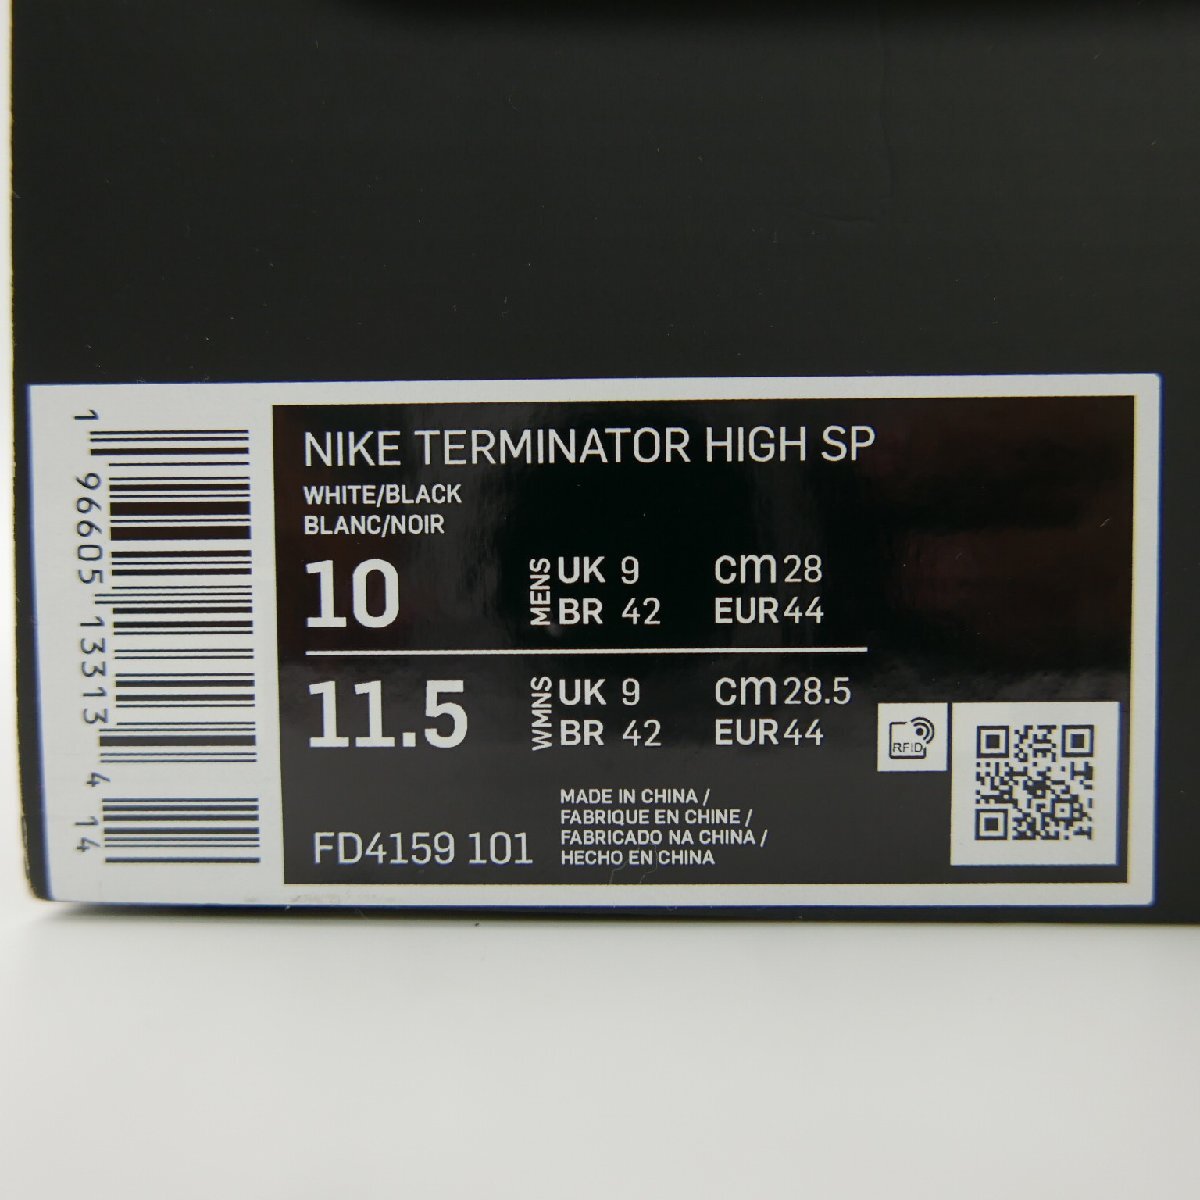 1 96605 13313 4 14
NIKE TERMINATOR HIGH SP
WHITE/BLACK
BLANC/NOIR
10 MENS UK 9 cm 28
BR 42 EUR 44
11.5 WMNS UK 9 cm 28.5
BR 42 EUR 44
RFID
FD4159 101
MADE IN CHINA /
FABRIQUE EN CHINE /
FABRICADO NA CHINA /
HECHO EN CHINA